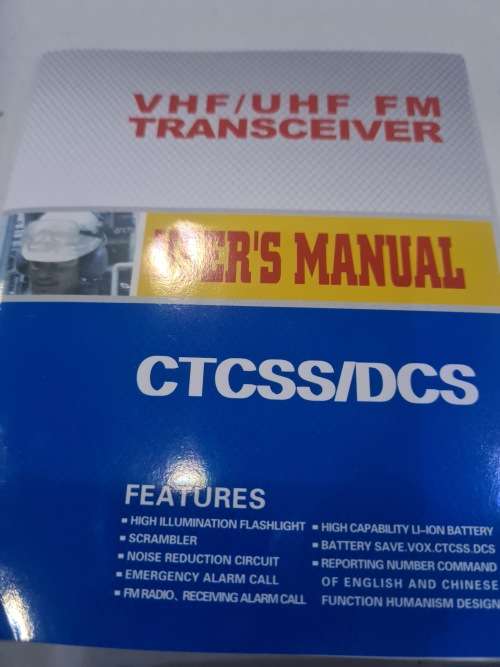 VHF/UHF FM
TRANSCEIVER
USER'S MANUAL
CTCSS/DCS
FEATURES
▪ HIGH ILLUMINATION FLASHLIGHT
▪ SCRAMBLER
▪ NOISE REDUCTION CIRCUIT
▪ EMERGENCY ALARM CALL
▪ FM RADIO、RECEIVING ALARM CALL
▪ HIGH CAPABILITY LI-ION BATTERY
▪ BATTERY SAVE.VOX.CTCSS.DCS
▪ REPORTING NUMBER COMMAND
OF ENGLISH AND CHINESE
FUNCTION HUMANISM DESIGN